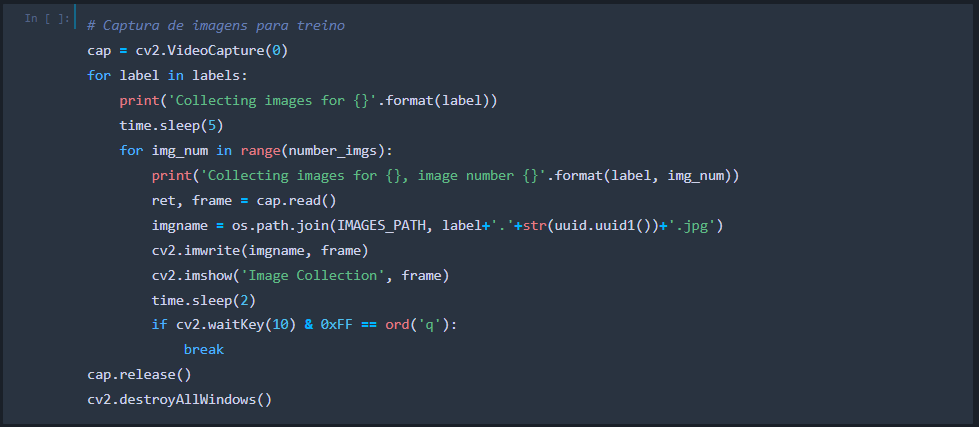 In [ ]:
# Captura de imagens para treino
cap = cv2.VideoCapture(0)
for label in labels:
    print('Collecting images for {}'.format(label))
    time.sleep(5)
    for img_num in range(number_imgs):
        print('Collecting images for {}, image number {}'.format(label, img_num))
        ret, frame = cap.read()
        imgname = os.path.join(IMAGES_PATH, label+'.'+str(uuid.uuid1())+'.jpg')
        cv2.imwrite(imgname, frame)
        cv2.imshow('Image Collection', frame)
        time.sleep(2)
        if cv2.waitKey(10) & 0xFF == ord('q'):
            break
cap.release()
cv2.destroyAllWindows()